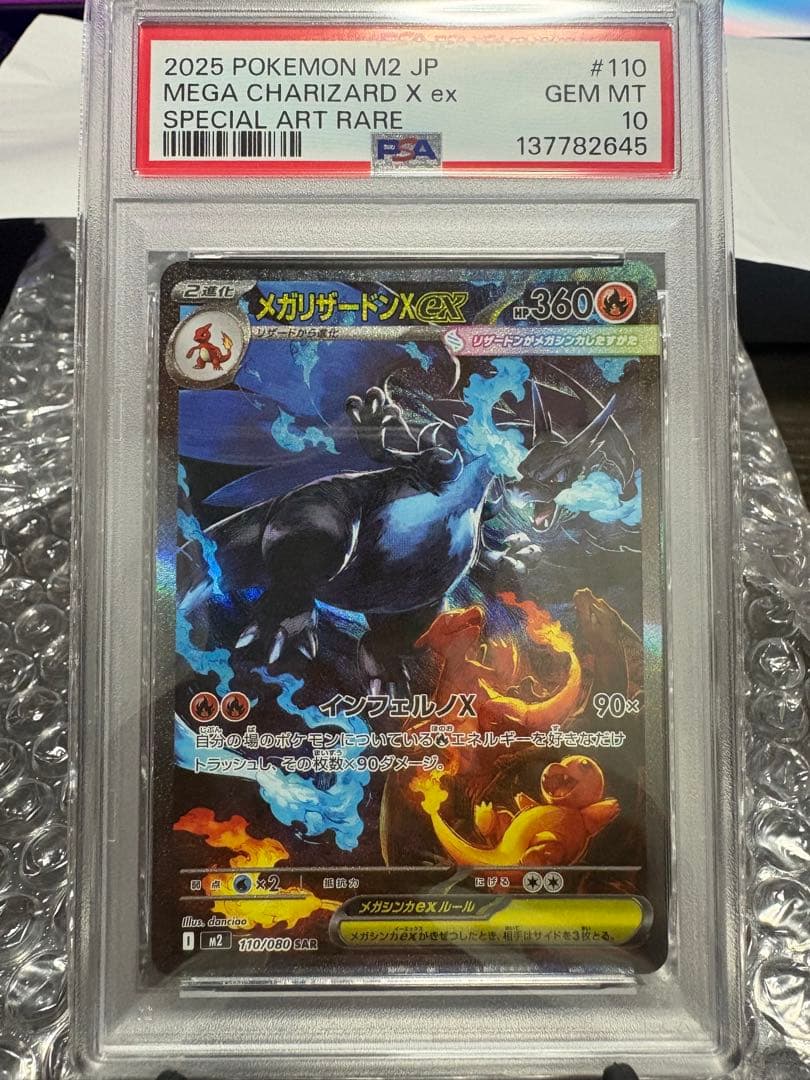 2025 POKEMON M2 JP #110
MEGA CHARIZARD X ex GEM MT
SPECIAL ART RARE 10
PSA 137782645
2進化 メガリザードンXex HP360
リザードから進化 リザードンがメガシンカしたすがた
インフェルノX 90×
自分の場のポケモンについているエネルギーを好きなだけ
トラッシュし、その枚数×90ダメージ。
弱点 ×2 抵抗力 にげる
メガシンカexルール
メガシンカexがきぜつしたとき、相手はサイドを3枚とる。
Illus. danciao
I M2 110/080 SAR